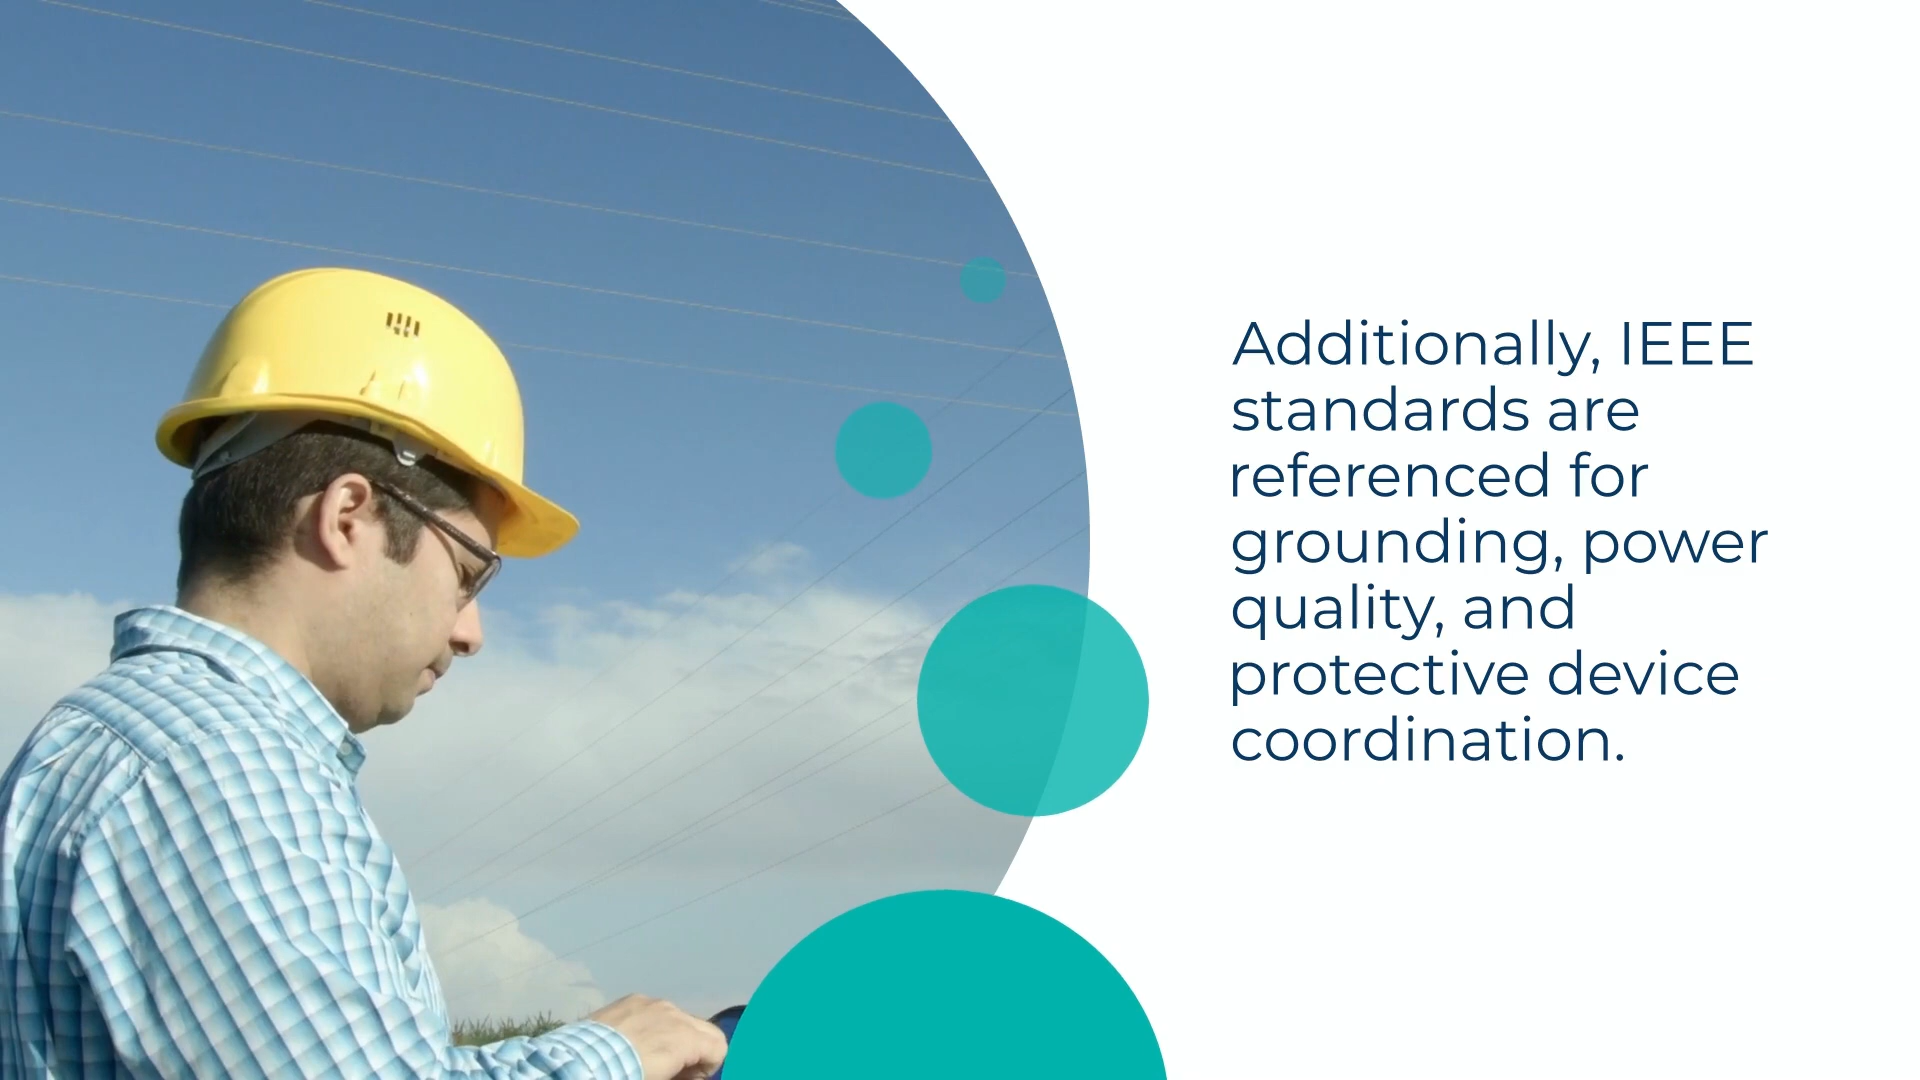 Additionally, IEEE
standards are
referenced for
grounding, power
quality, and
protective device
coordination.